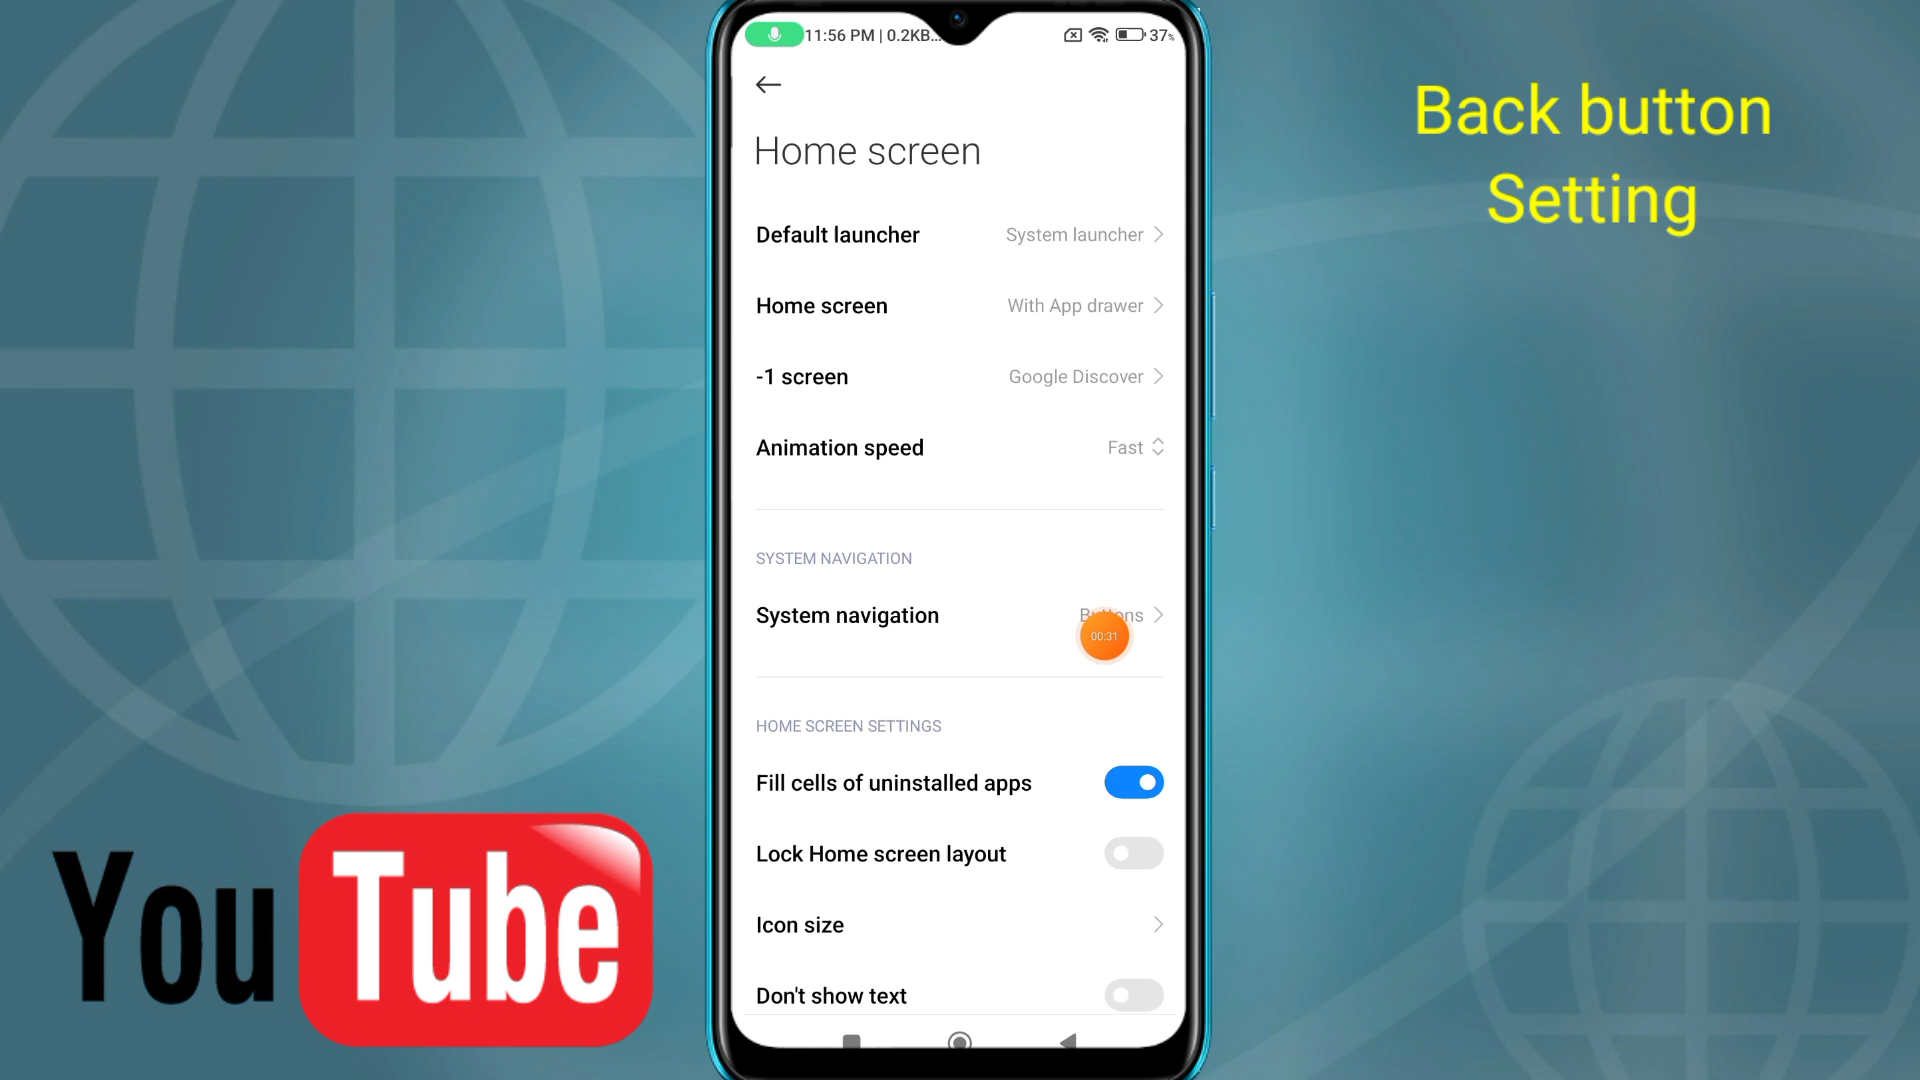 11:56 PM | 0.2KB...
37%
Home screen
Default launcher System launcher
Home screen With App drawer
-1 screen Google Discover
Animation speed Fast
SYSTEM NAVIGATION
System navigation
00:31
HOME SCREEN SETTINGS
Fill cells of uninstalled apps
Lock Home screen layout
Icon size
Don't show text
Back button
Setting
YouTube